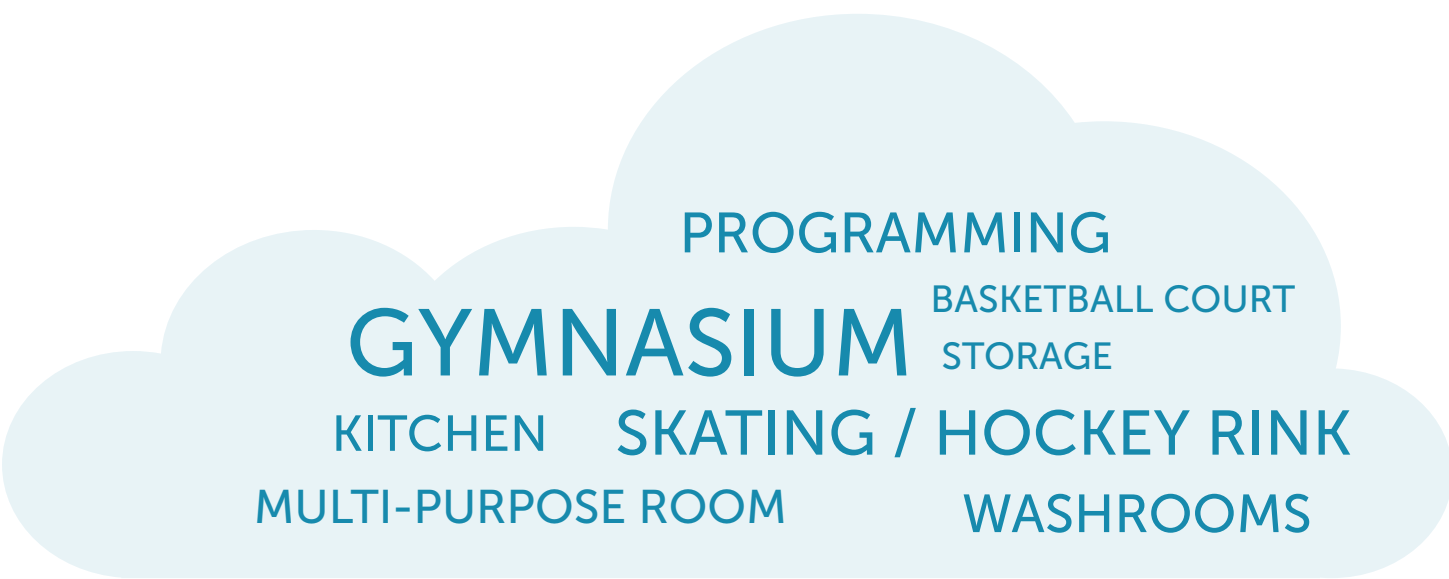 PROGRAMMING
GYMNASIUM
BASKETBALL COURT
STORAGE
KITCHEN
SKATING / HOCKEY RINK
MULTI-PURPOSE ROOM
WASHROOMS